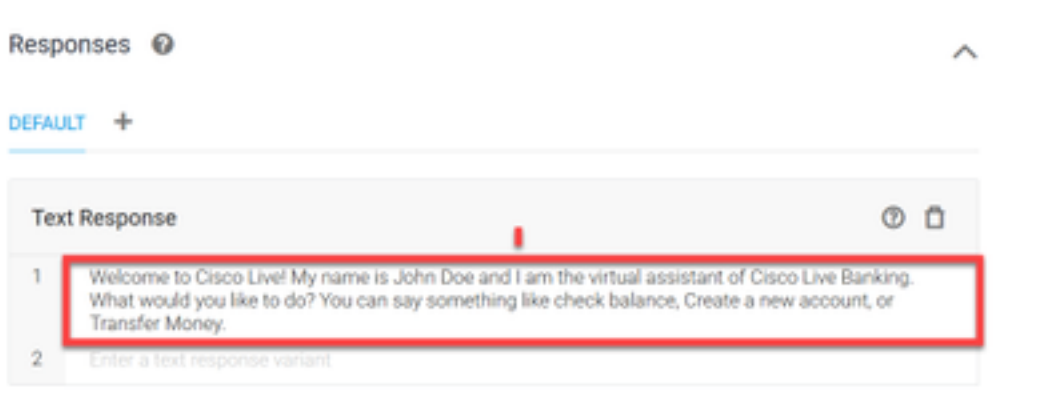 Responses
DEFAULT +
Text Response
1 Welcome to Cisco Live! My name is John Doe and I am the virtual assistant of Cisco Live Banking.
What would you like to do? You can say something like check balance, Create a new account, or
Transfer Money.
2 Enter a text response variant